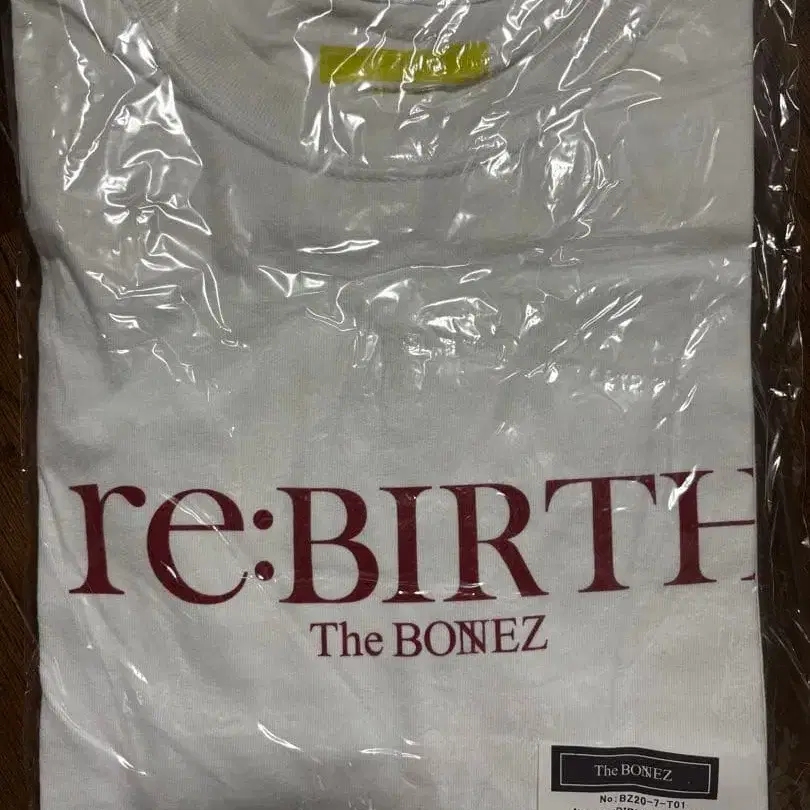 re:BIRTH
The BONEZ
The BONEZ
No:BZ20-7-T01